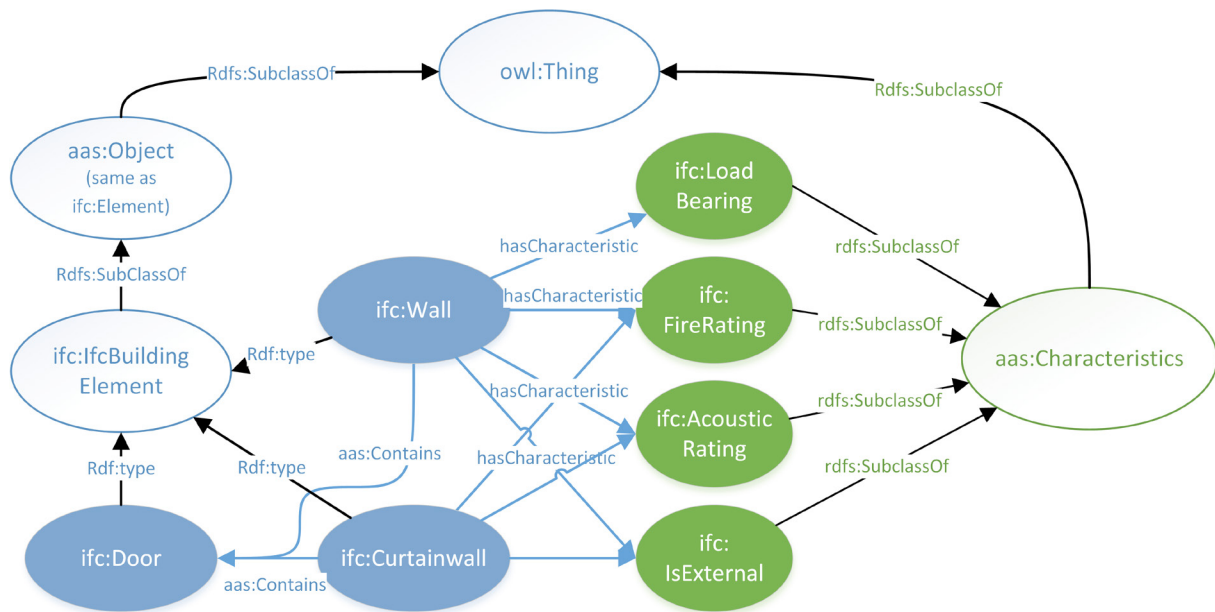 owl:Thing
Rdfs:SubclassOf
Rdfs:SubclassOf
aas:Object
(same as
ifc:Element)
ifc:Load
Bearing
hasCharacteristic
rdfs:SubclassOf
Rdfs:SubClassOf
ifc:Wall
hasCharacteristic
ifc:
FireRating
rdfs:SubclassOf
ifc:IfcBuilding
Element
Rdf:type
aas:Characteristics
hasCharacteristic
rdfs:SubclassOf
ifc:Acoustic
Rating
aas:Contains
hasCharacteristic
Rdf:type
Rdf:type
rdfs:SubclassOf
ifc:Door
ifc:Curtainwall
ifc:
IsExternal
aas:Contains